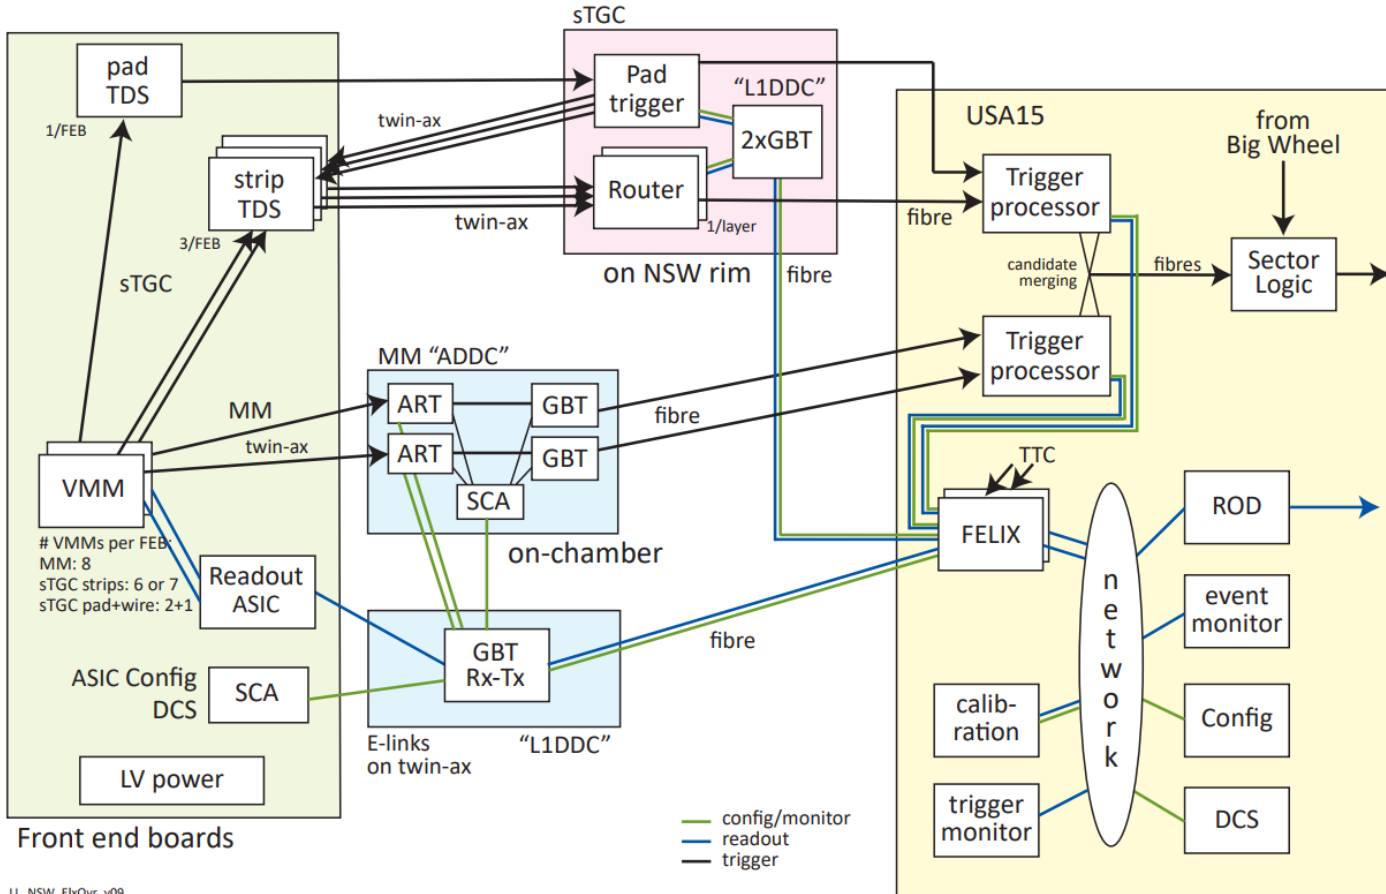 sTGC
pad
TDS
1/FEB
strip
TDS
3/FEB
sTGC
twin-ax
twin-ax
Pad
trigger
"L1DDC"
2xGBT
Router
1/layer
on NSW rim
fibre
fibre
USA15
from
Big Wheel
Trigger
processor
candidate
merging
fibres
Sector
Logic
Trigger
processor
MM "ADDC"
MM
twin-ax
ART
GBT
ART
GBT
SCA
fibre
on-chamber
VMM
# VMMs per FEB:
MM: 8
sTGC strips: 6 or 7
sTGC pad+wire: 2+1
Readout
ASIC
ASIC Config
DCS
SCA
LV power
Front end boards
GBT
Rx-Tx
E-links
on twin-ax
"L1DDC"
fibre
TTC
FELIX
network
ROD
event
monitor
calib-
ration
Config
trigger
monitor
DCS
config/monitor
readout
trigger